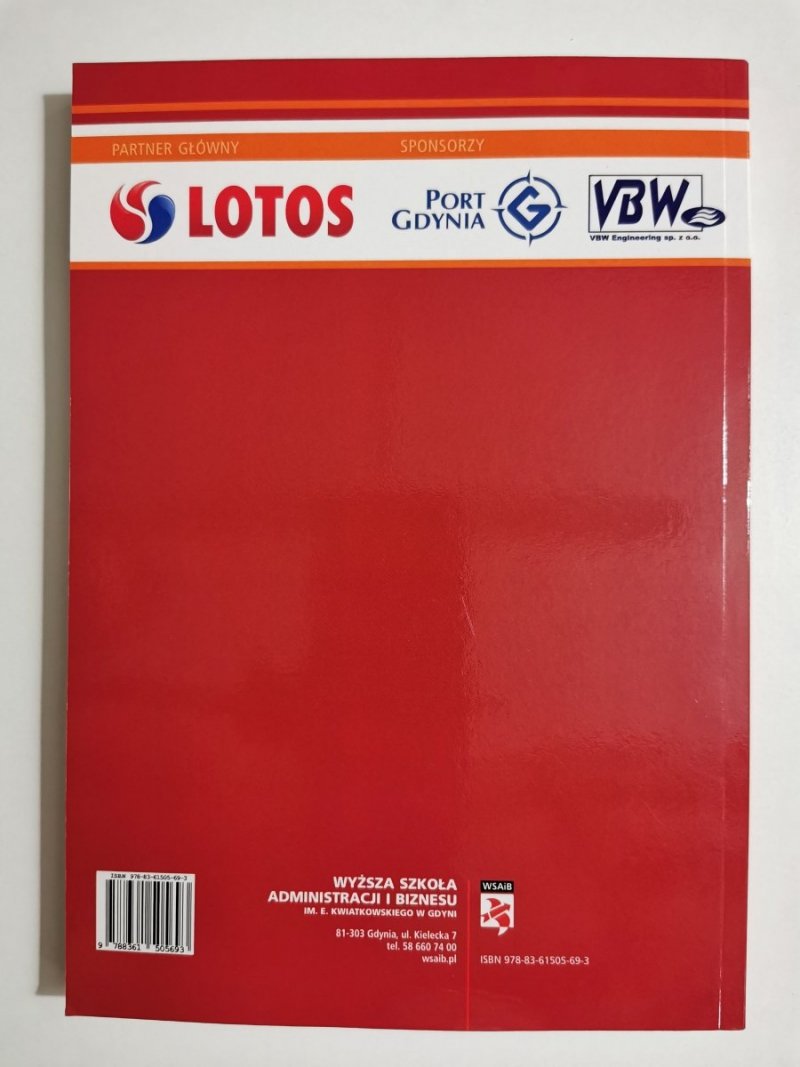 PARTNER GŁÓWNY
SPONSORZY
LOTOS
PORT
GDYNIA
G
VBW
VBW Engineering sp. z o.o.
ISBN 978-83-61505-69-3
9 788361 505693
WYŻSZA SZKOŁA
ADMINISTRACJI I BIZNESU
IM. E. KWIATKOWSKIEGO W GDYNI
81-303 Gdynia, ul. Kielecka 7
tel. 58 660 74 00
wsaib.pl
WSAiB
ISBN 978-83-61505-69-3